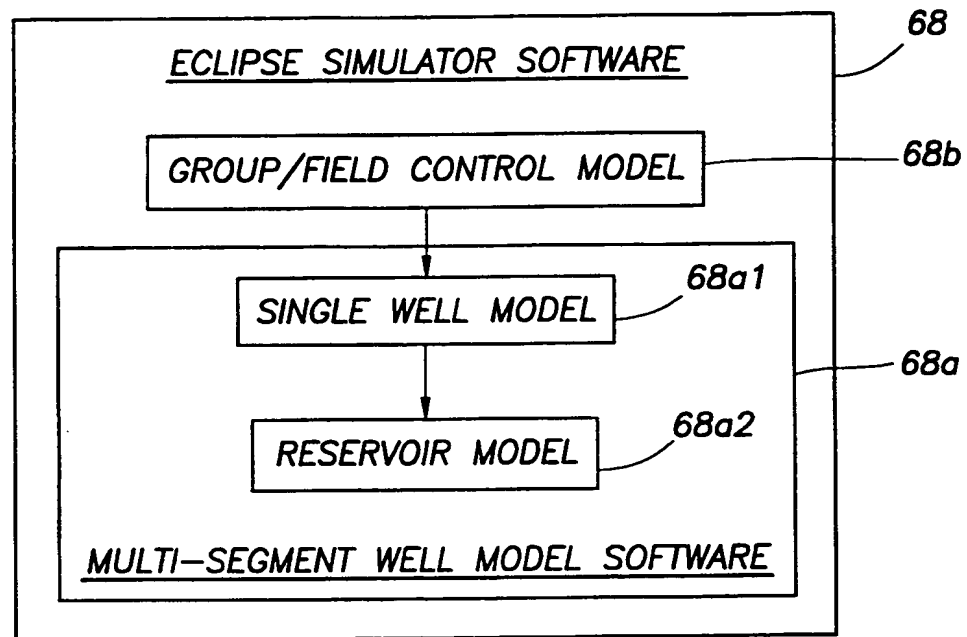 68
ECLIPSE SIMULATOR SOFTWARE
GROUP/FIELD CONTROL MODEL
68b
SINGLE WELL MODEL
68a1
68a
RESERVOIR MODEL
68a2
MULTI-SEGMENT WELL MODEL SOFTWARE